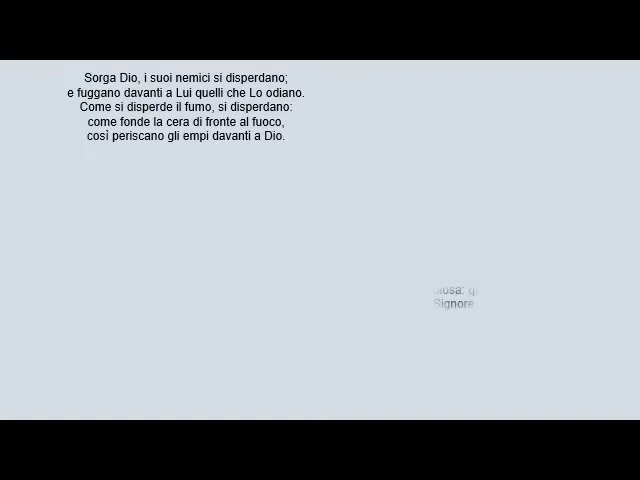 Sorga Dio, i suoi nemici si disperdano;
e fuggano davanti a Lui quelli che Lo odiano.
Come si disperde il fumo, si disperdano:
come fonde la cera di fronte al fuoco,
così periscano gli empi davanti a Dio.
Signore